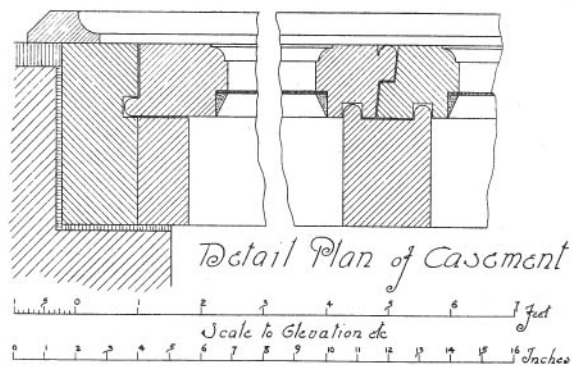 Detail Plan of Casement
1 .5 0 1 2 3 4 5 6 7 Feet
Scale to Elevation etc
0 1 2 3 4 5 6 7 8 9 10 11 12 13 14 15 16 Inches